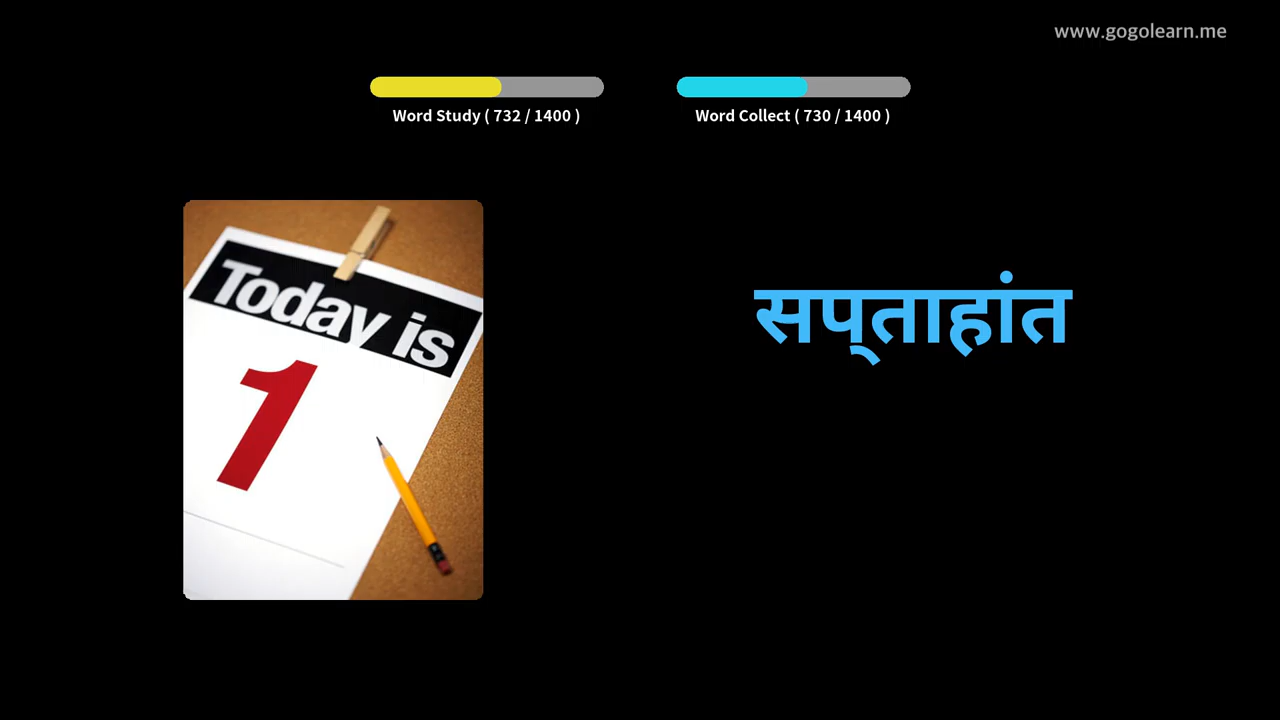 www.gogolearn.me
Word Study ( 732 / 1400 )
Word Collect ( 730 / 1400 )
Today is
1
सप्ताहांत